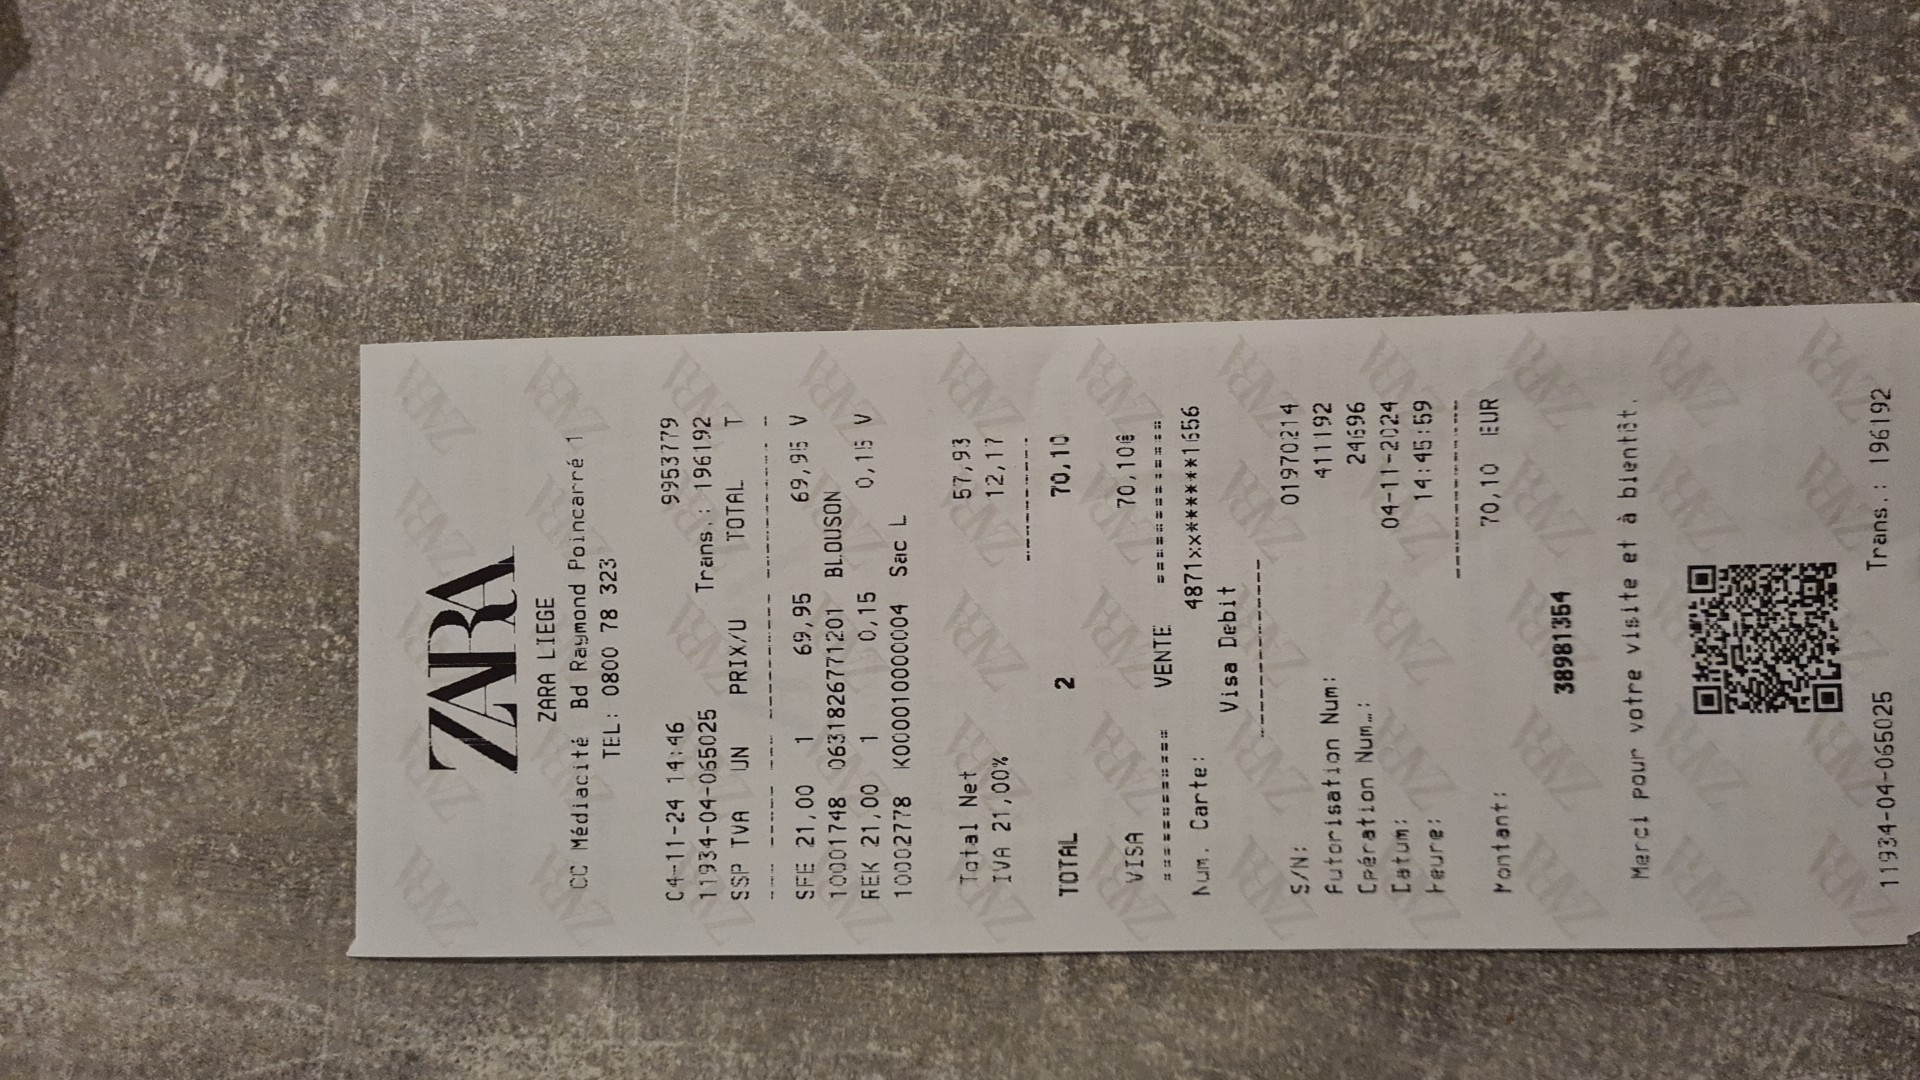 ZARA
ZARA LIEGE
CC Médiacité Bd Raymond Poincarré 1
TEL: 0800 78 323
C4-11-24 14:46 9953779
11934-04-065025 Trans.: 196192
SSP TVA UN PRIX/U TOTAL T
SFE 21,00 1 69,95 69,95 V
10001748 0631826771201 BLOUSON
REK 21,00 1 0,15 0,15 V
10002778 K0000100000004 Sac L
Total Net 57,93
IVA 21,00% 12,17
TOTAL 2 70,10
VISA 70,10€
========== VENTE ==============
Num. Carte: 4871xx******1656
Visa Debit
S/N: 01970214
Autorisation Num: 411192
Cpération Num.: 24696
Datum: 04-11-2024
Heure: 14:45:59
Montant: 70,10 EUR
38981364
Merci pour votre visite et à bientôt.
11934-04-065025 Trans.: 196192